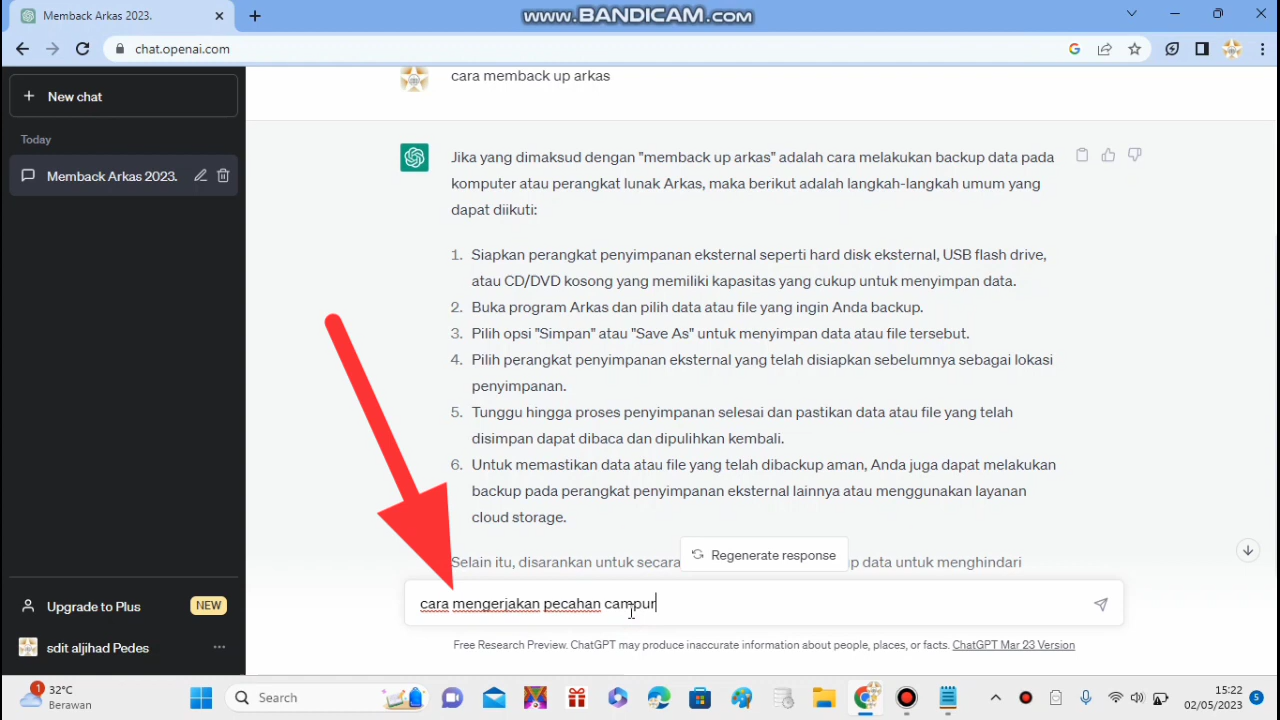 Memback Arkas 2023.
www.BANDICAM.com
chat.openai.com
New chat
Today
Memback Arkas 2023.
cara memback up arkas
Jika yang dimaksud dengan "memback up arkas" adalah cara melakukan backup data pada
komputer atau perangkat lunak Arkas, maka berikut adalah langkah-langkah umum yang
dapat diikuti:
1. Siapkan perangkat penyimpanan eksternal seperti hard disk eksternal, USB flash drive,
atau CD/DVD kosong yang memiliki kapasitas yang cukup untuk menyimpan data.
2. Buka program Arkas dan pilih data atau file yang ingin Anda backup.
3. Pilih opsi "Simpan" atau "Save As" untuk menyimpan data atau file tersebut.
4. Pilih perangkat penyimpanan eksternal yang telah disiapkan sebelumnya sebagai lokasi
penyimpanan.
5. Tunggu hingga proses penyimpanan selesai dan pastikan data atau file yang telah
disimpan dapat dibaca dan dipulihkan kembali.
6. Untuk memastikan data atau file yang telah dibackup aman, Anda juga dapat melakukan
backup pada perangkat penyimpanan eksternal lainnya atau menggunakan layanan
cloud storage.
Selain itu, disarankan untuk secara p data untuk menghindari
Regenerate response
cara mengerjakan pecahan campur
Free Research Preview. ChatGPT may produce inaccurate information about people, places, or facts. ChatGPT Mar 23 Version
Upgrade to Plus NEW
sdit aljihad Pedes
1
32°C
Berawan
Search
15:22
02/05/2023
5